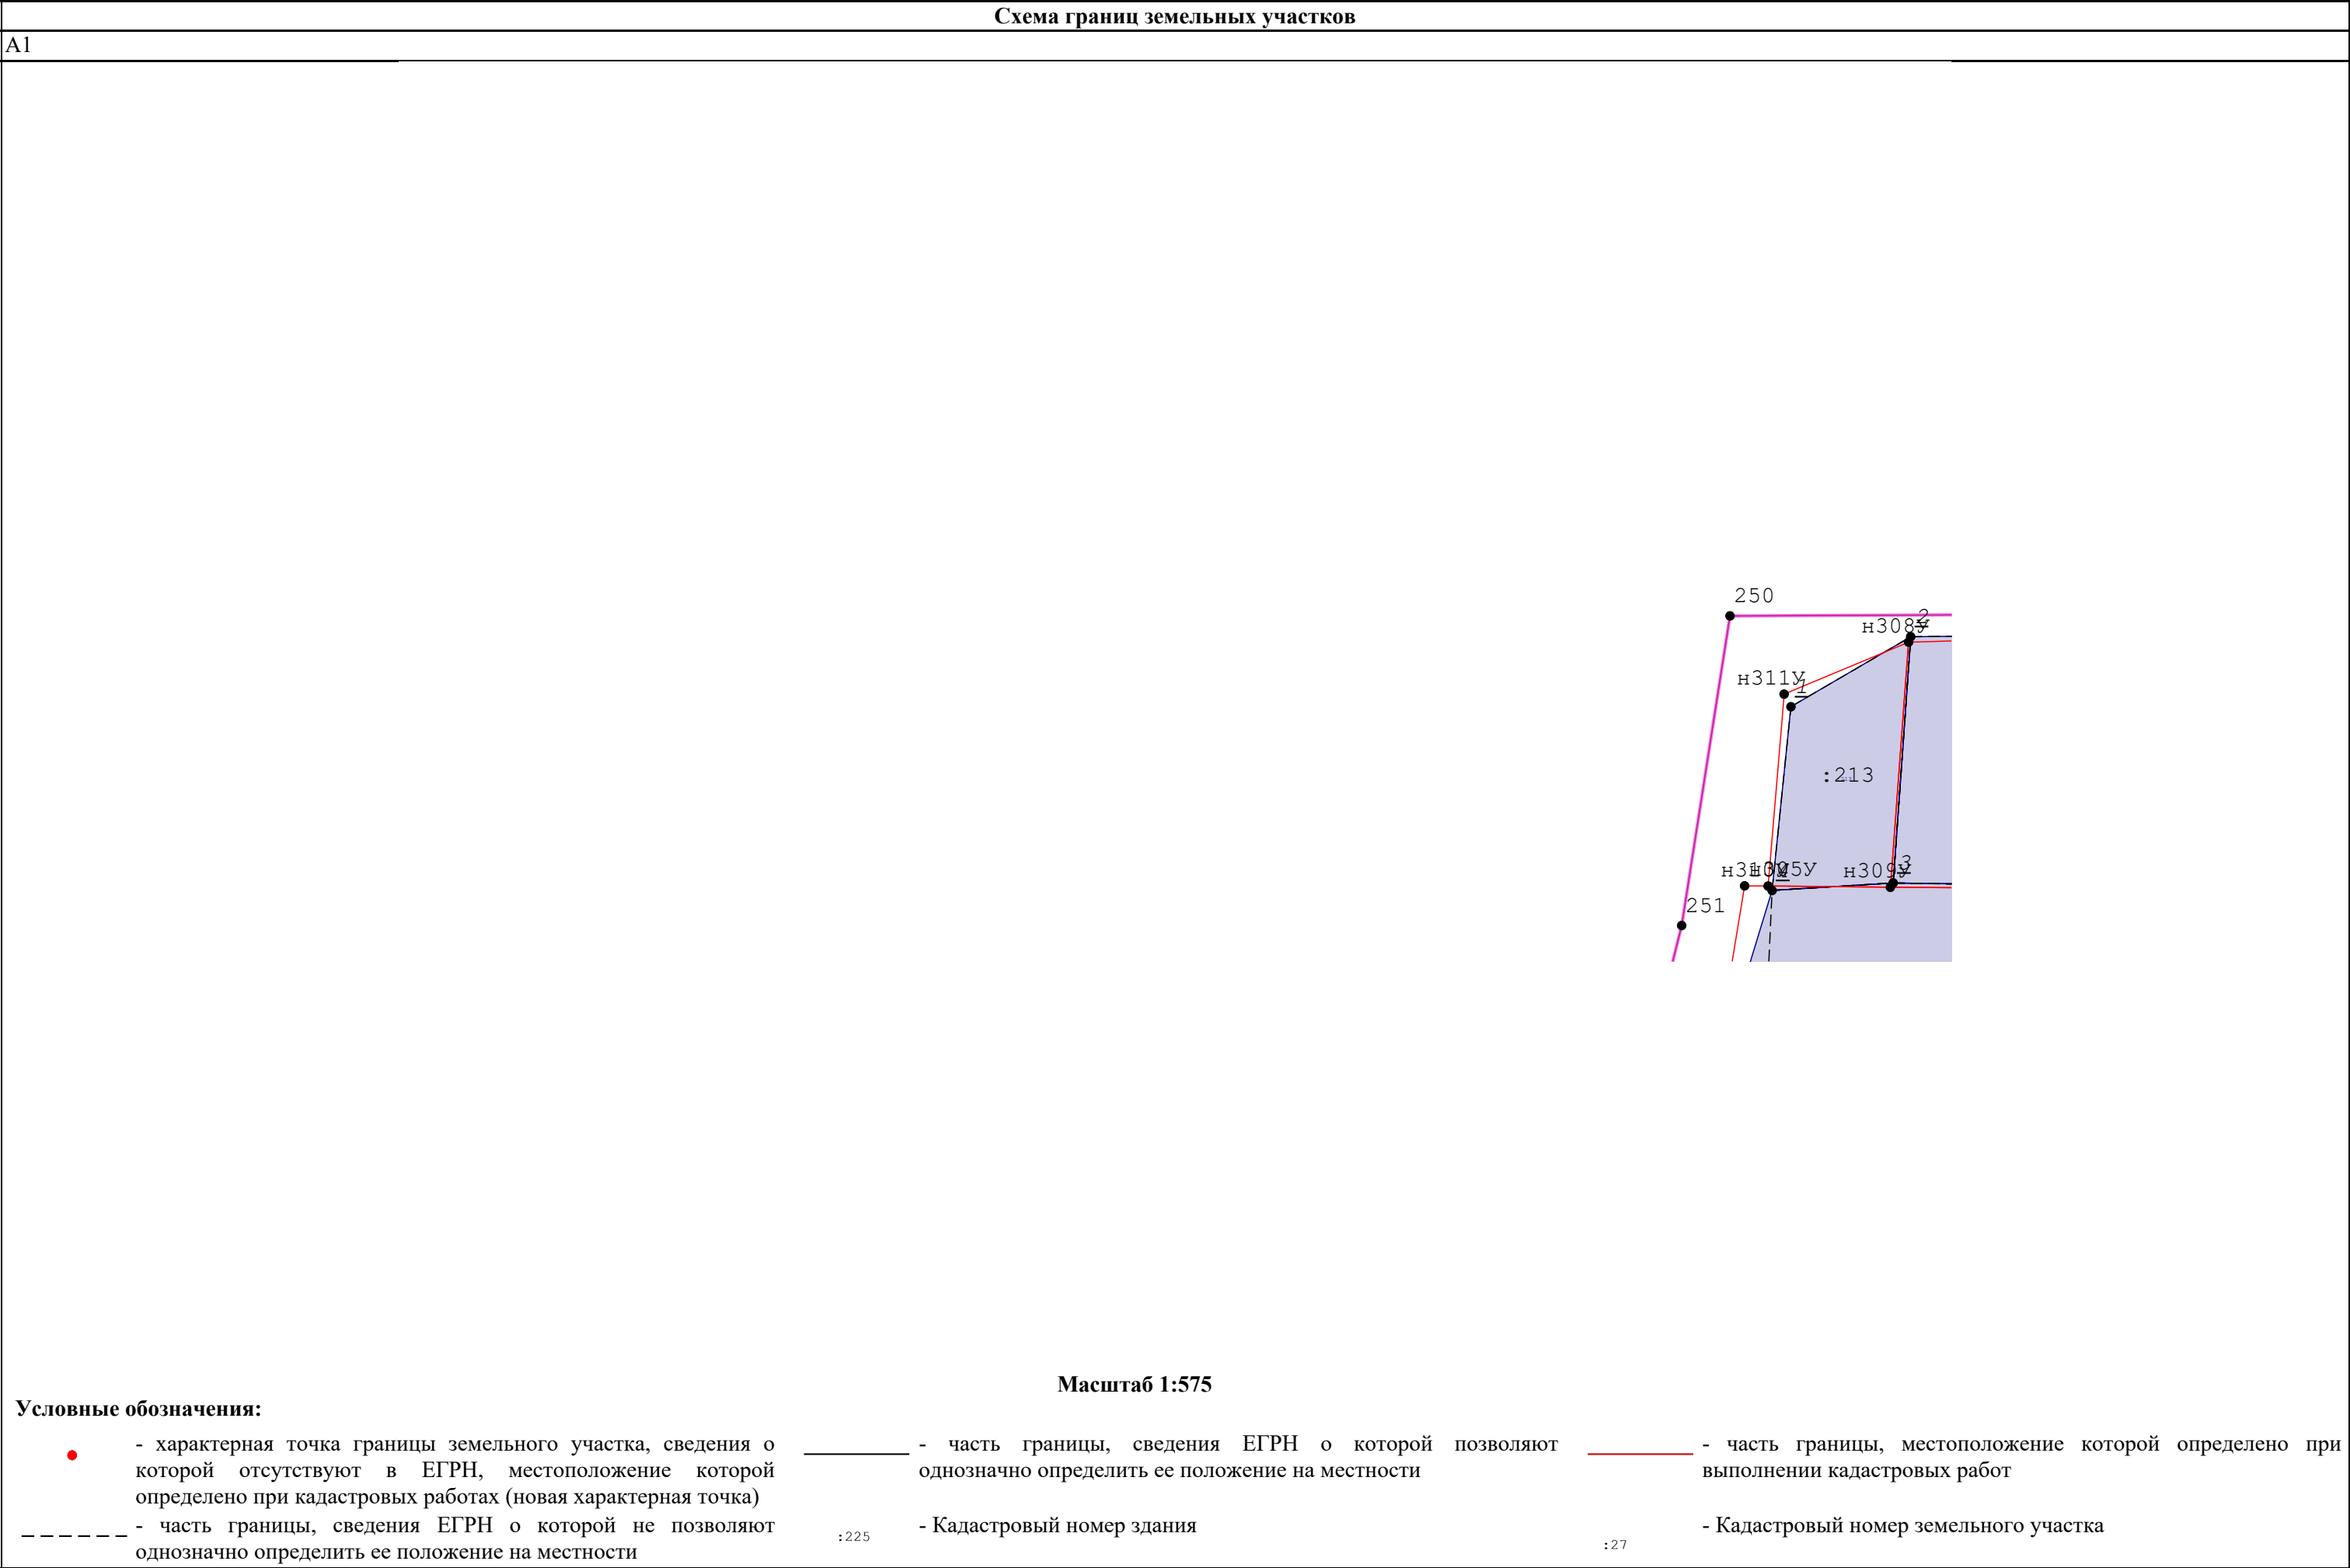 Схема границ земельных участков
А1
250
2
н308У
н311У
1
:213
н310У
н305У
4
н309У
3
251
Масштаб 1:575
Условные обозначения:
- характерная точка границы земельного участка, сведения о
которой отсутствуют в ЕГРН, местоположение которой
определено при кадастровых работах (новая характерная точка)
- часть границы, сведения ЕГРН о которой позволяют
однозначно определить ее положение на местности
- часть границы, местоположение которой определено при
выполнении кадастровых работ
- часть границы, сведения ЕГРН о которой не позволяют
однозначно определить ее положение на местности
:225
- Кадастровый номер здания
:27
- Кадастровый номер земельного участка